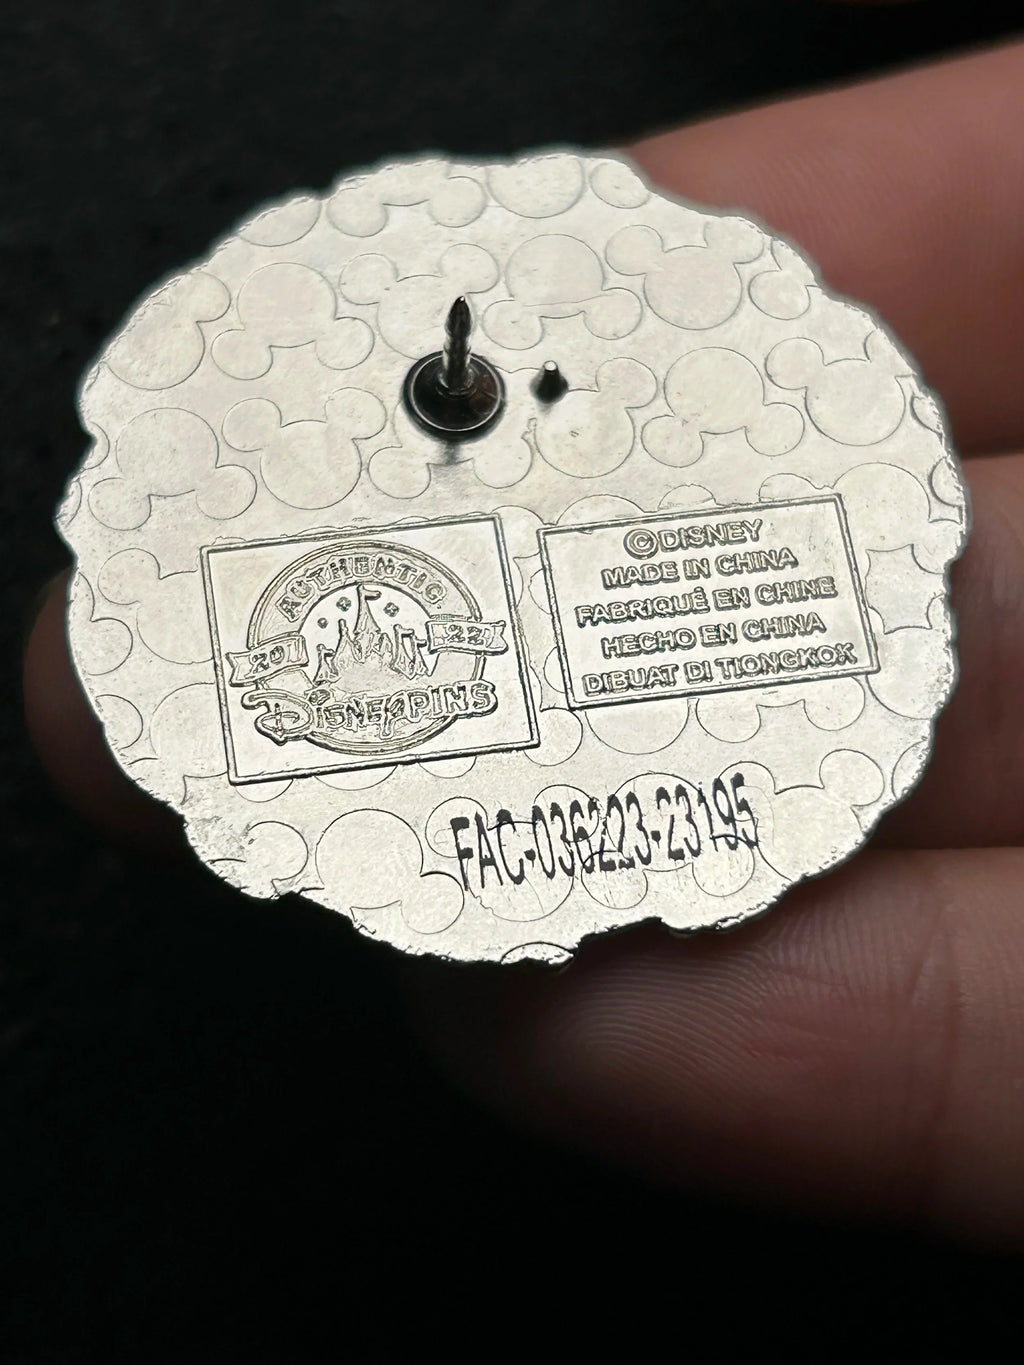 AUTHENTIC
20 22
DISNEY PINS
©DISNEY
MADE IN CHINA
FABRIQUÉ EN CHINE
HECHO EN CHINA
DIBUAT DI TIONGKOK
FAC-036223-23195